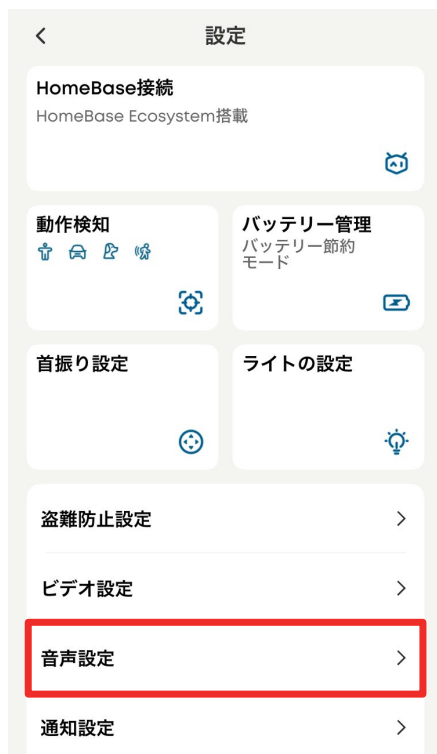 設定
HomeBase接続
HomeBase Ecosystem搭載
動作検知
バッテリー管理
バッテリー節約
モード
首振り設定
ライトの設定
盗難防止設定
ビデオ設定
音声設定
通知設定